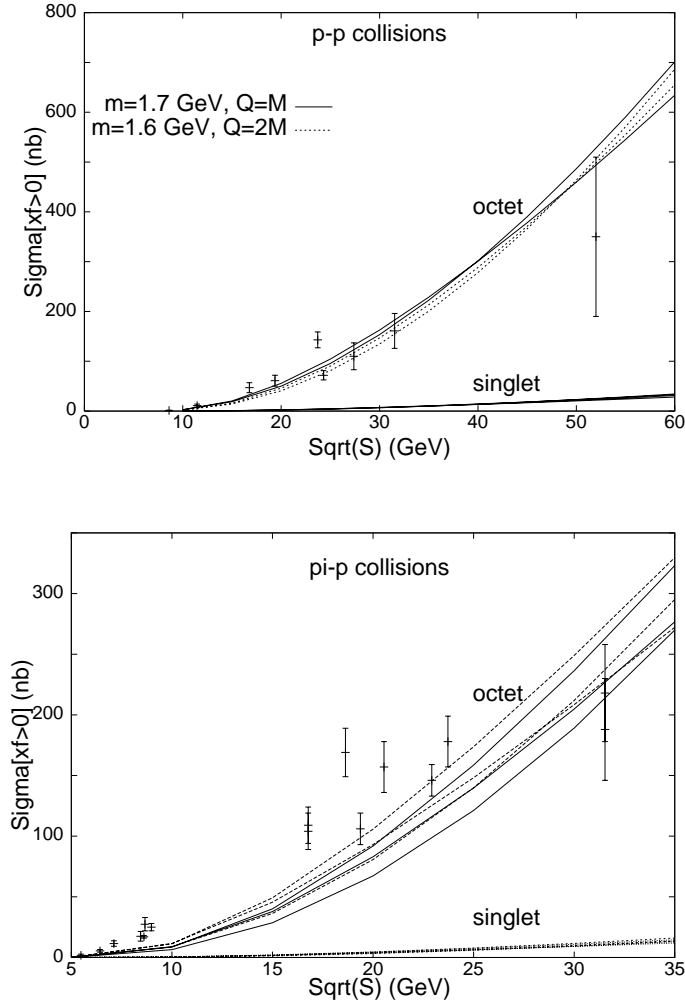 p-p collisions
m=1.7 GeV, Q=M
m=1.6 GeV, Q=2M
octet
singlet
Sigma[xf>0] (nb)
800
600
400
200
0
0 10 20 30 40 50 60
Sqrt(S) (GeV)
pi-p collisions
octet
singlet
Sigma[xf>0] (nb)
300
200
100
0
5 10 15 20 25 30 35
Sqrt(S) (GeV)